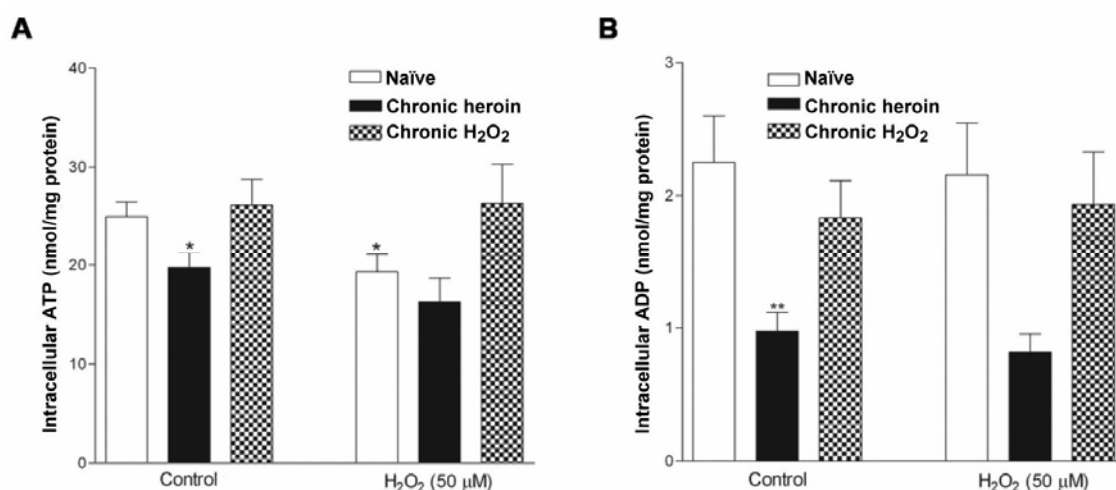 A
Intracellular ATP (nmol/mg protein)
40
30
20
10
0
Naïve
Chronic heroin
Chronic H₂O₂
*
*
Control
H₂O₂ (50 µM)
B
Intracellular ADP (nmol/mg protein)
3
2
1
0
Naïve
Chronic heroin
Chronic H₂O₂
**
Control
H₂O₂ (50 µM)